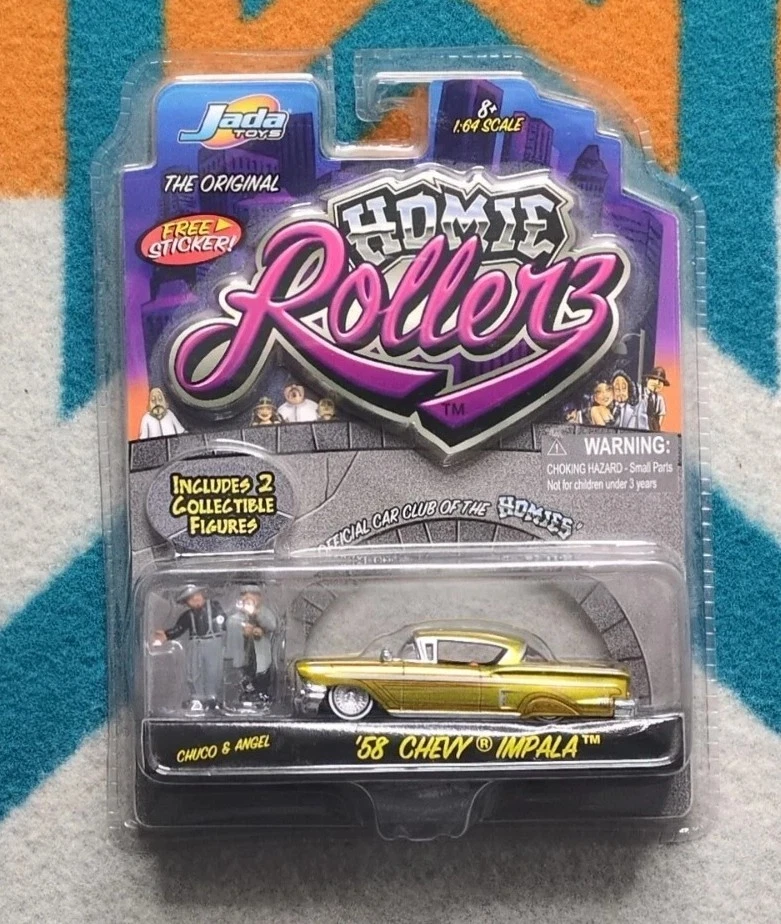 Jada
TOYS
8+
1:64 SCALE
THE ORIGINAL
FREE
STICKER!
HOMIE
Rollerz
TM
WARNING:
CHOKING HAZARD - Small Parts
Not for children under 3 years
INCLUDES 2
COLLECTIBLE
FIGURES
OFFICIAL CAR CLUB OF THE HOMIES
CHUCO & ANGEL
'58 CHEVY® IMPALA™